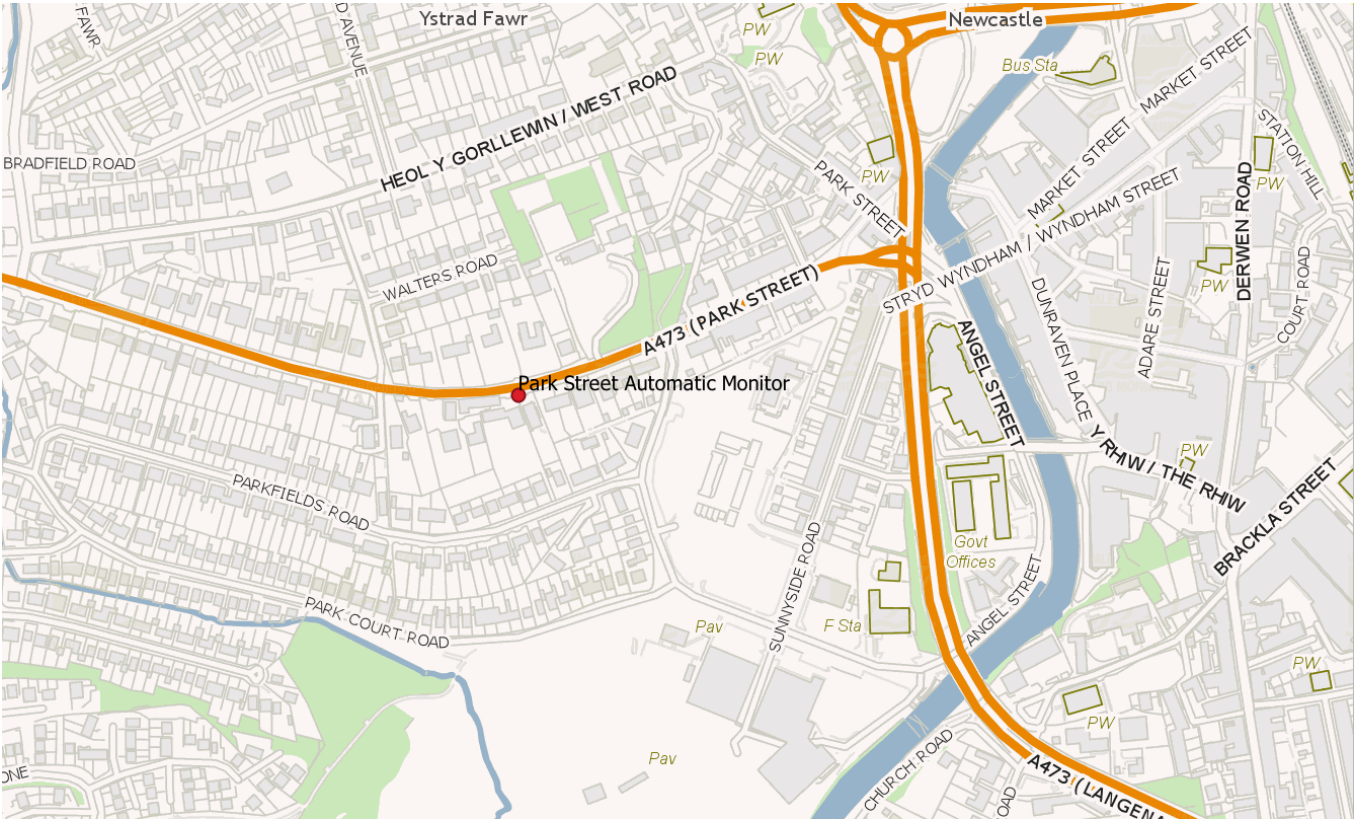 Ystrad Fawr
Newcastle
FAWR
D AVENUE
PW
PW
Bus Sta
MARKET STREET
HEOL Y GORLLEWIN / WEST ROAD
BRADFIELD ROAD
STATION HILL
MARKET STREET
PW
PW
PARK STREET
STRYD WYNDHAM / WYNDHAM STREET
DERWEN ROAD
WALTERS ROAD
PW
COURT ROAD
A473 (PARK STREET)
DUNRAVEN PLACE
ADARE STREET
ANGEL STREET
Park Street Automatic Monitor
Y RHIW / THE RHIW
PW
BRACKLA STREET
PARKFIELDS ROAD
Govt
Offices
SUNNYSIDE ROAD
ANGEL STREET
PARK COURT ROAD
Pav
F Sta
PW
PW
Pav
CHURCH ROAD
A473 (LANGENA
ONE
OAD